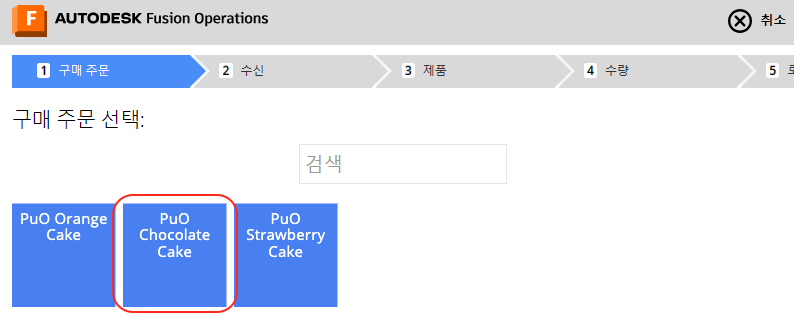 F AUTODESK Fusion Operations
취소
1 구매 주문
2 수신
3 제품
4 수량
5
구매 주문 선택:
검색
PuO Orange
Cake
PuO
Chocolate
Cake
PuO
Strawberry
Cake